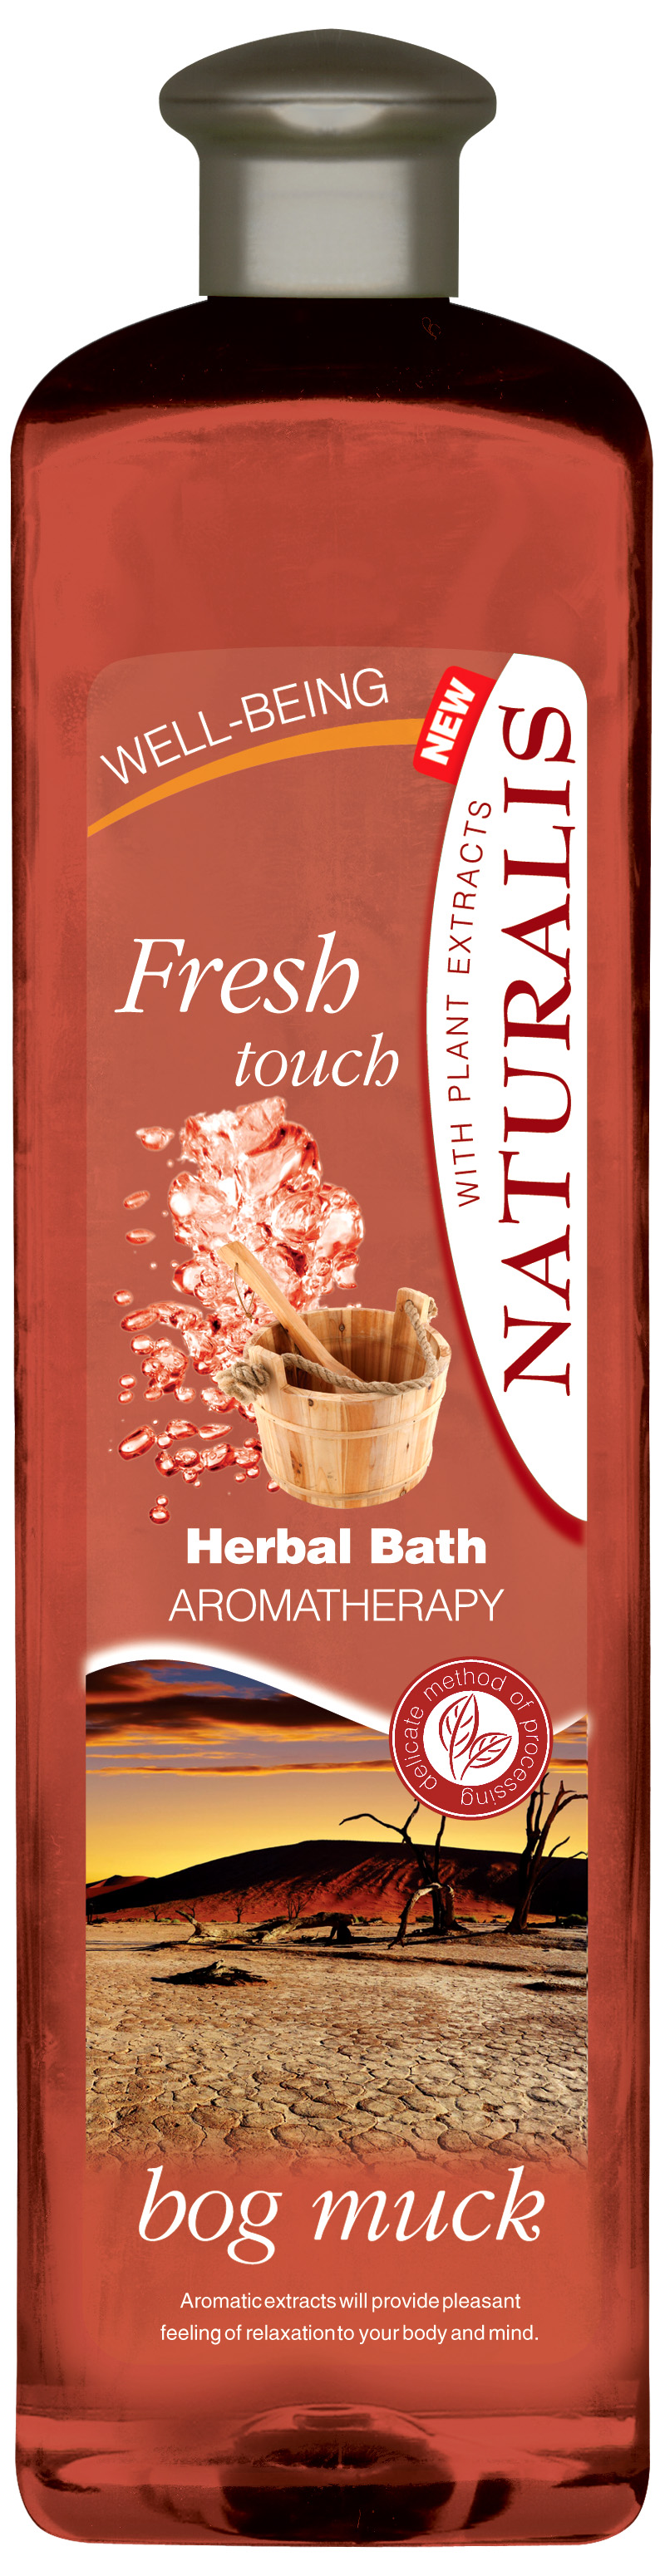 WELL-BEING
NEW
WITH PLANT EXTRACTS
NATURALIS
Fresh
touch
Herbal Bath
AROMATHERAPY
delicate method of processing
bog muck
Aromatic extracts will provide pleasant
feeling of relaxation to your body and mind.